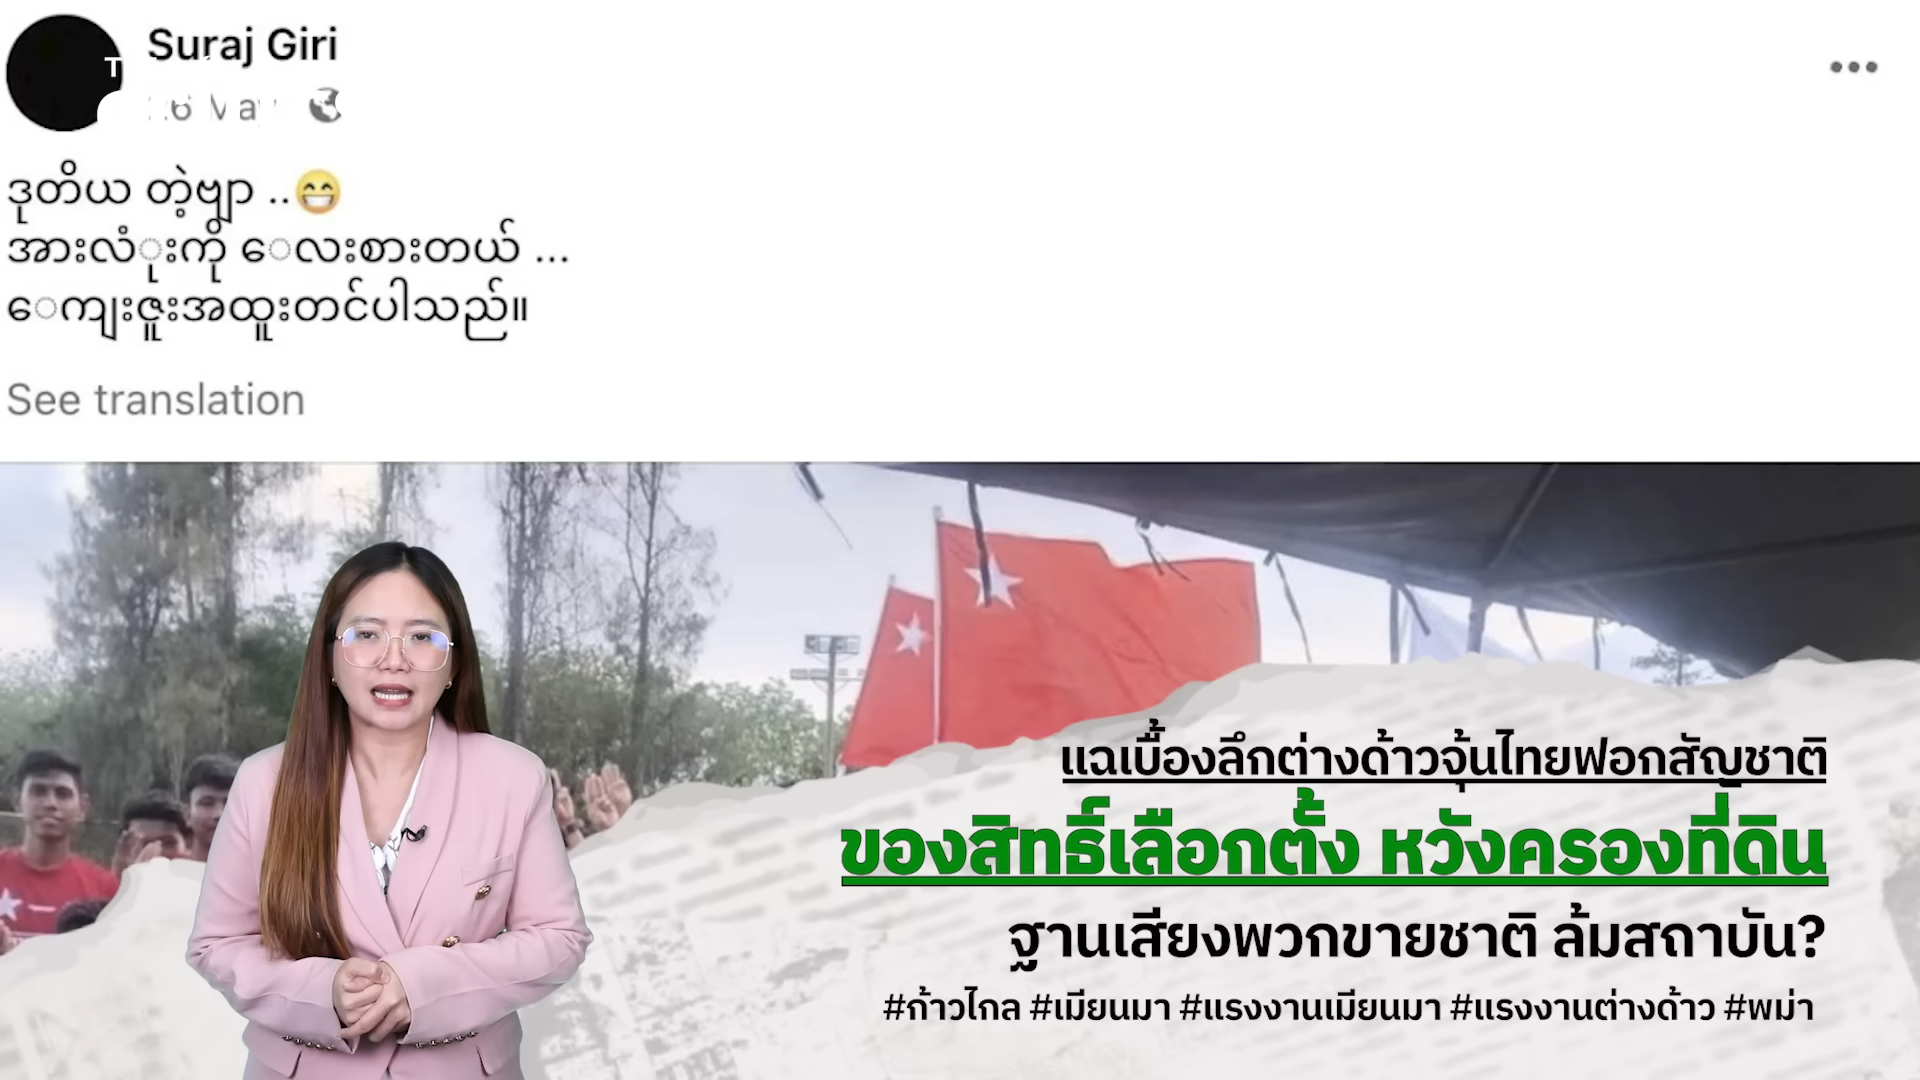 Suraj Giri
ဒုတိယ တဲ့ဗျာ ..😁
အားလံုးကို ေလးစားတယ် ...
ေကျးဇူးအထူးတင်ပါသည်။
See translation
แฉเบื้องลึกต่างด้าวจุ้นไทยฟอกสัญชาติ
ของสิทธิ์เลือกตั้ง หวังครองที่ดิน
ฐานเสียงพวกขายชาติ ล้มสถาบัน?
#ก้าวไกล #เมียนมา #แรงงานเมียนมา #แรงงานต่างด้าว #พม่า